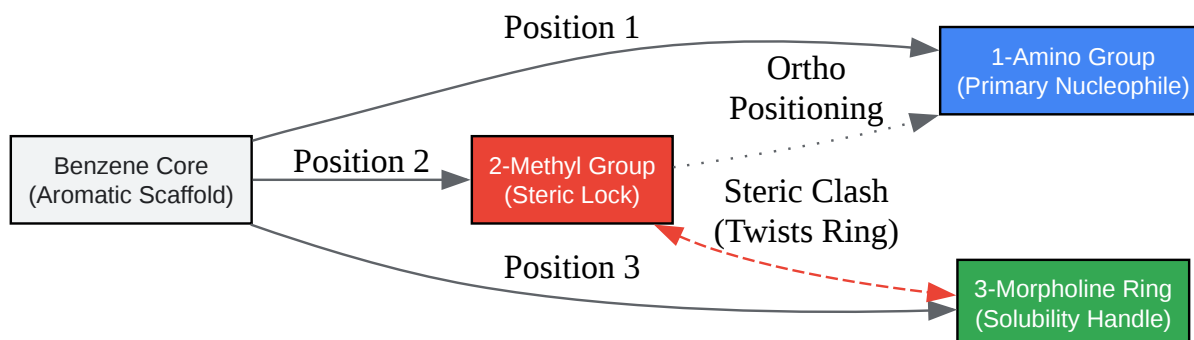 Position 1
1-Amino Group
(Primary Nucleophile)
Ortho
Positioning
Benzene Core
(Aromatic Scaffold)
Position 2
2-Methyl Group
(Steric Lock)
Steric Clash
(Twists Ring)
Position 3
3-Morpholine Ring
(Solubility Handle)